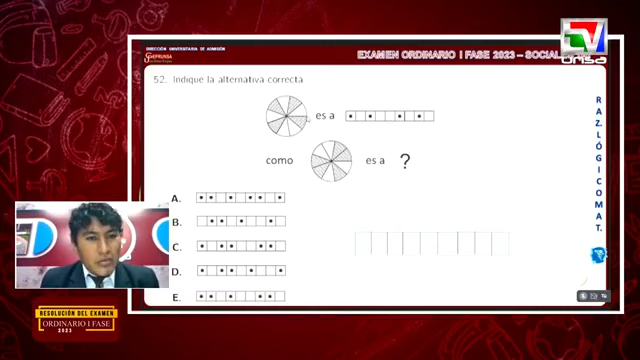 DIRECCIÓN UNIVERSITARIA DE ADMISIÓN
EXAMEN ORDINARIO I FASE 2023 – SOCIAL
TV
unsa
52. Indique la alternativa correcta
es a
como
es a ?
A.
B.
C.
D.
E.
RAZ. LÓGICO MAT.
RESOLUCIÓN DEL EXAMEN
ORDINARIO I FASE
2023